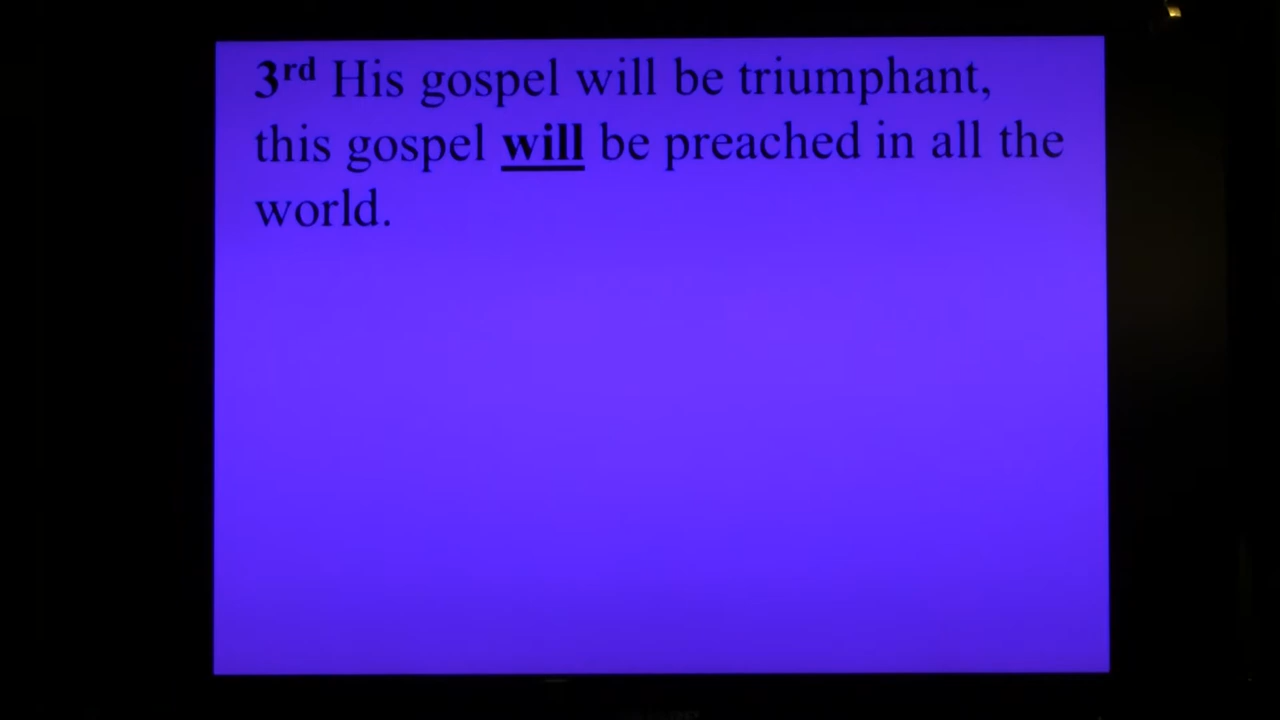 3rd His gospel will be triumphant,
this gospel will be preached in all the
world.